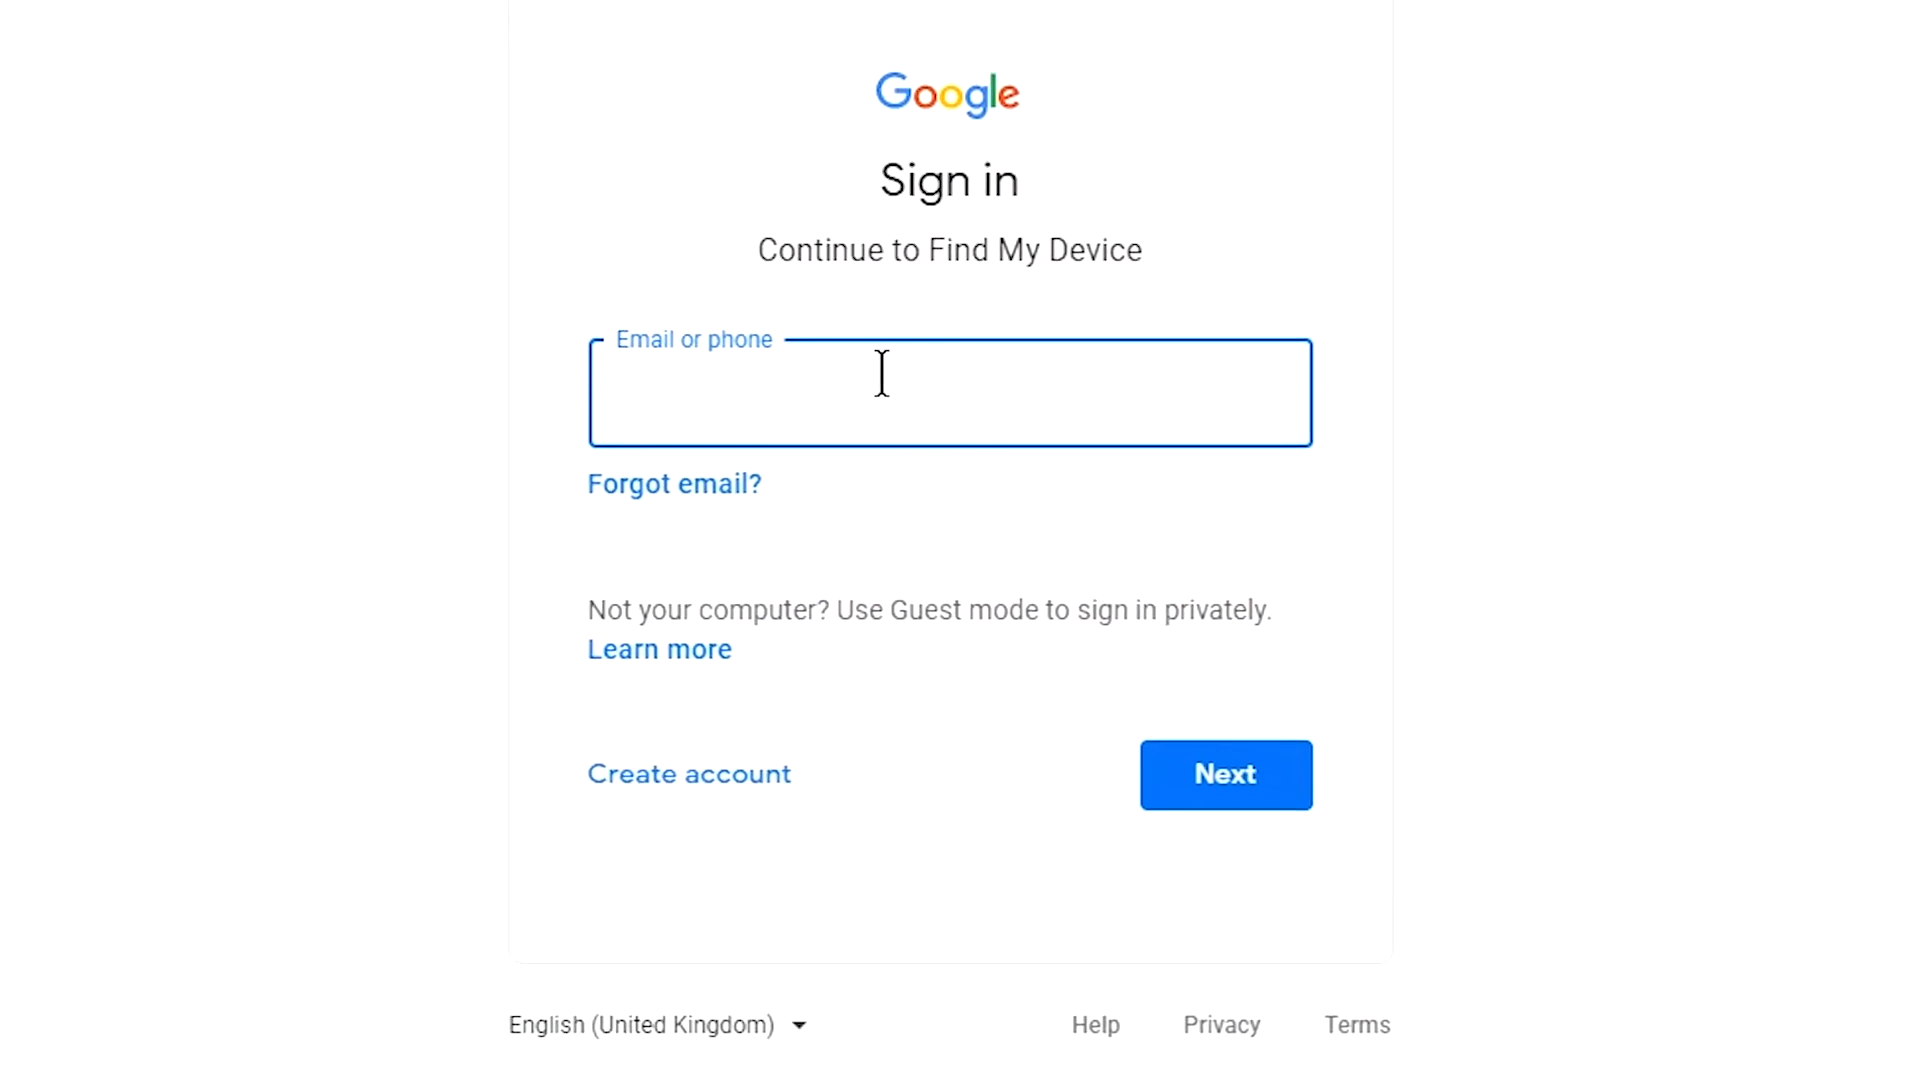 Google
Sign in
Continue to Find My Device
Email or phone
Forgot email?
Not your computer? Use Guest mode to sign in privately.
Learn more
Create account
Next
English (United Kingdom)
Help
Privacy
Terms